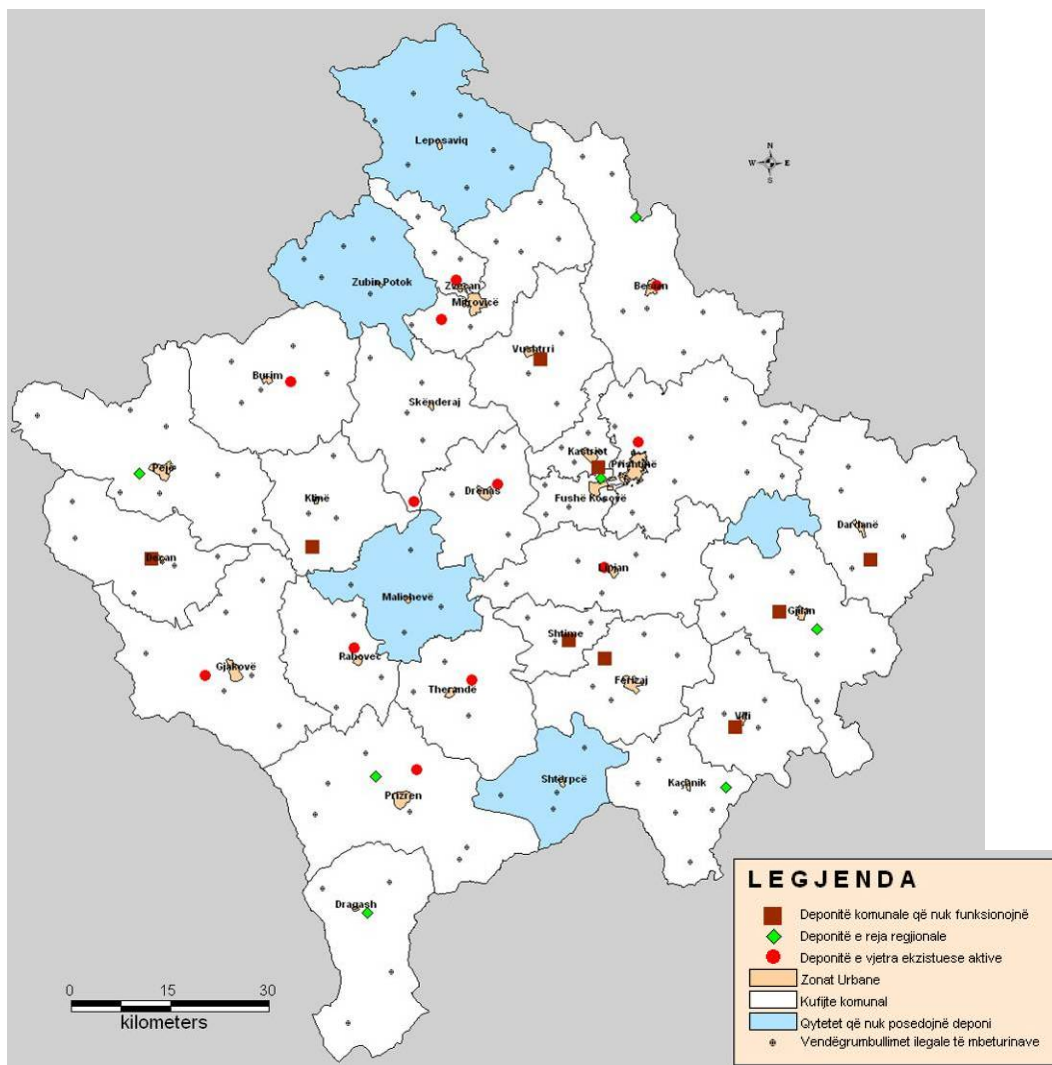 N
W E
S
Leposaviq
Zubin Potok
Zveçan
Mitrovicë
Besian
Burim
Vushtrri
Skënderaj
Pejë
Kastriot
Prishtinë
Klinë
Drenas
Fushë Kosovë
Dardanë
Deçan
Lipjan
Malishevë
Gjilan
Shtime
Gjakovë
Rahovec
Therandë
Ferizaj
Viti
Shtërpcë
Kaçanik
Prizren
Dragash
0 15 30
kilometers
LEGJENDA
Deponitë komunale që nuk funksionojnë
Deponitë e reja regjionale
Deponitë e vjetra ekzistuese aktive
Zonat Urbane
Kufijte komunal
Qytetet që nuk posedojnë deponi
Vendëgrumbullimet ilegale të mbeturinave